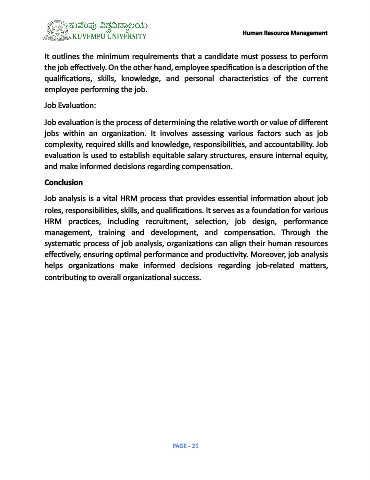 ಕುವೆಂಪು ವಿಶ್ವವಿದ್ಯಾಲಯ
KUVEMPU UNIVERSITY
Human Resource Management
It outlines the minimum requirements that a candidate must possess to perform
the job effectively. On the other hand, employee specification is a description of the
qualifications, skills, knowledge, and personal characteristics of the current
employee performing the job.
Job Evaluation:
Job evaluation is the process of determining the relative worth or value of different
jobs within an organization. It involves assessing various factors such as job
complexity, required skills and knowledge, responsibilities, and accountability. Job
evaluation is used to establish equitable salary structures, ensure internal equity,
and make informed decisions regarding compensation.
Conclusion
Job analysis is a vital HRM process that provides essential information about job
roles, responsibilities, skills, and qualifications. It serves as a foundation for various
HRM practices, including recruitment, selection, job design, performance
management, training and development, and compensation. Through the
systematic process of job analysis, organizations can align their human resources
effectively, ensuring optimal performance and productivity. Moreover, job analysis
helps organizations make informed decisions regarding job-related matters,
contributing to overall organizational success.
PAGE - 21